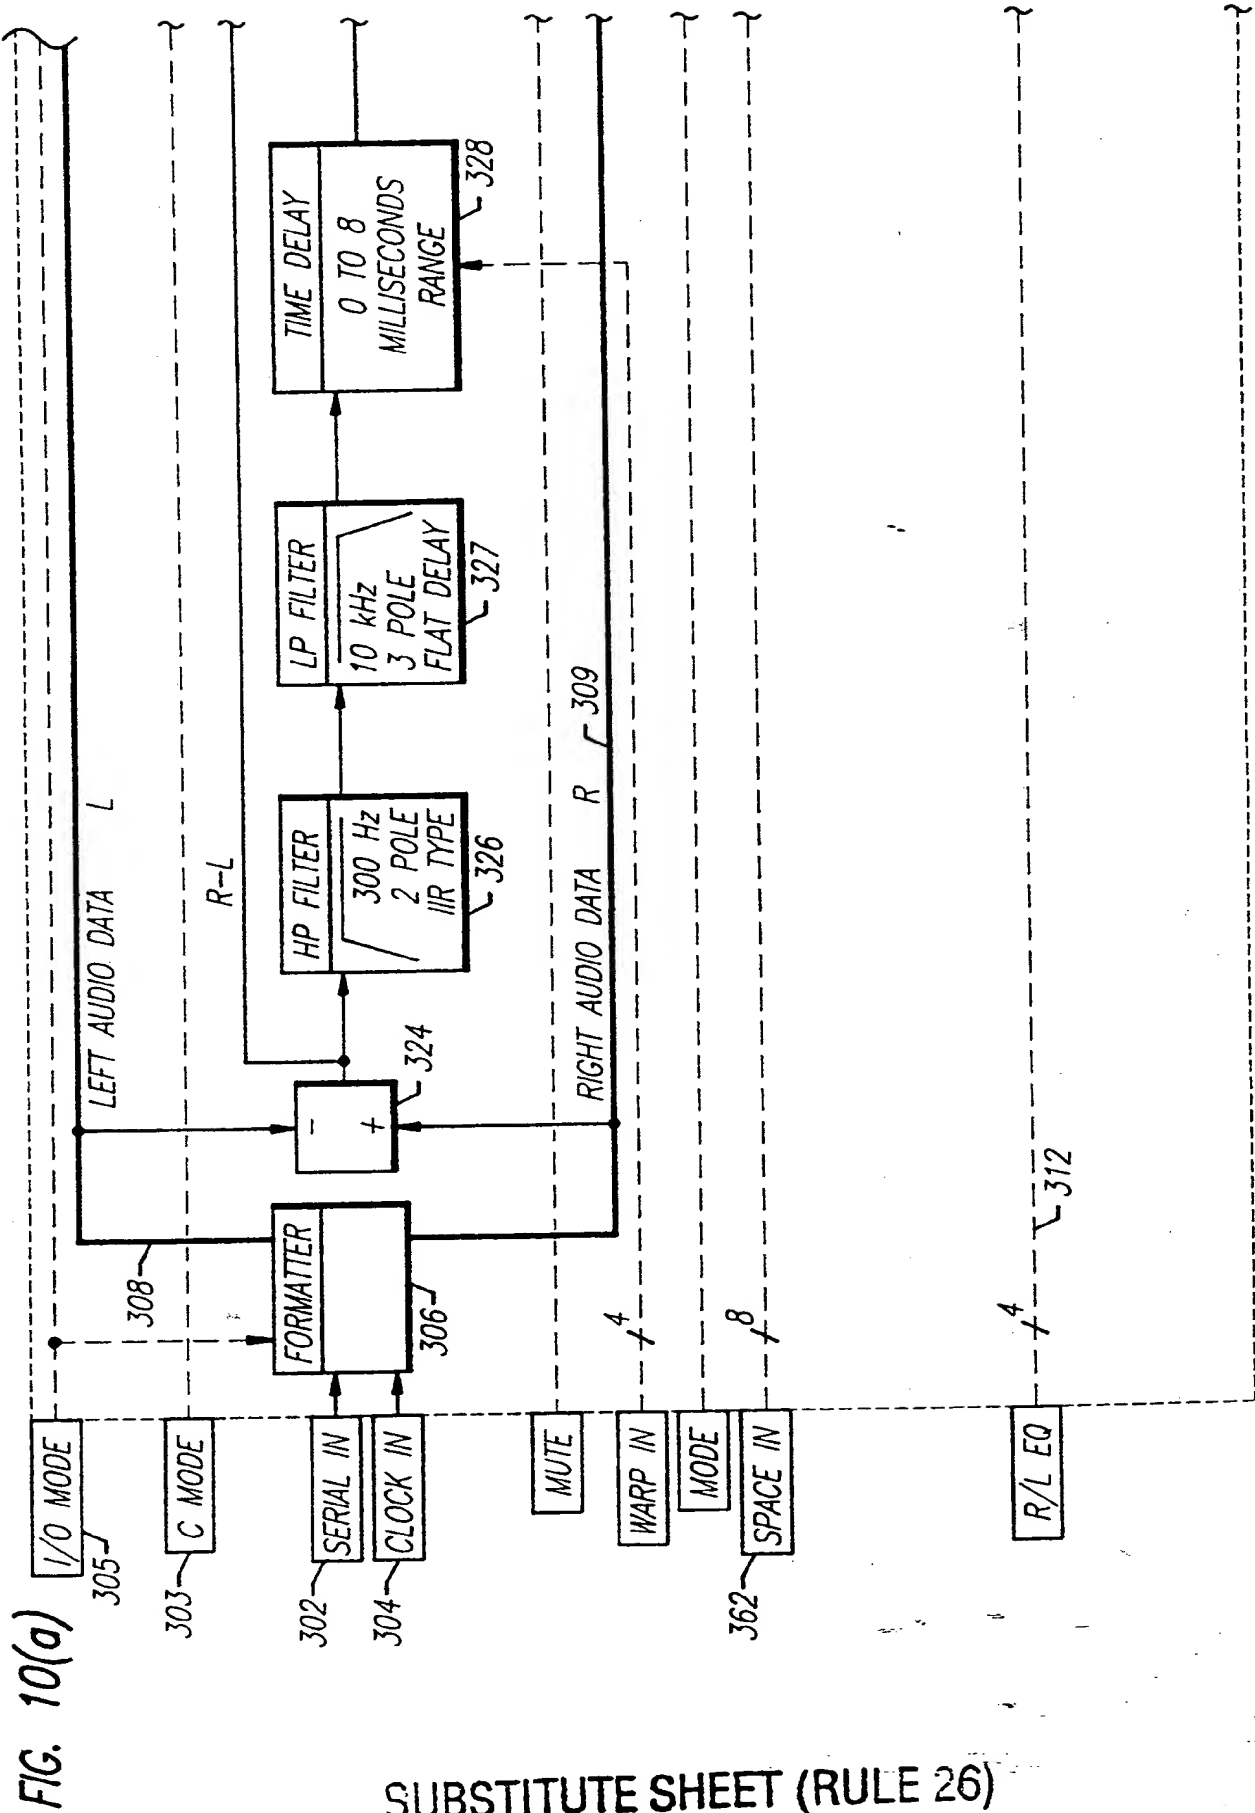 FIG. 10(a)
I/O MODE
305
C MODE
303
302
SERIAL IN
304
CLOCK IN
MUTE
WARP IN
4
MODE
362
SPACE IN
8
R/L EQ
4
312
FORMATTER
306
308
LEFT AUDIO DATA L
-
+
324
R-L
HP FILTER
300 Hz
2 POLE
IIR TYPE
326
LP FILTER
10 kHz
3 POLE
FLAT DELAY
327
TIME DELAY
0 TO 8
MILLISECONDS
RANGE
328
RIGHT AUDIO DATA R
309
SUBSTITUTE SHEET (RULE 26)